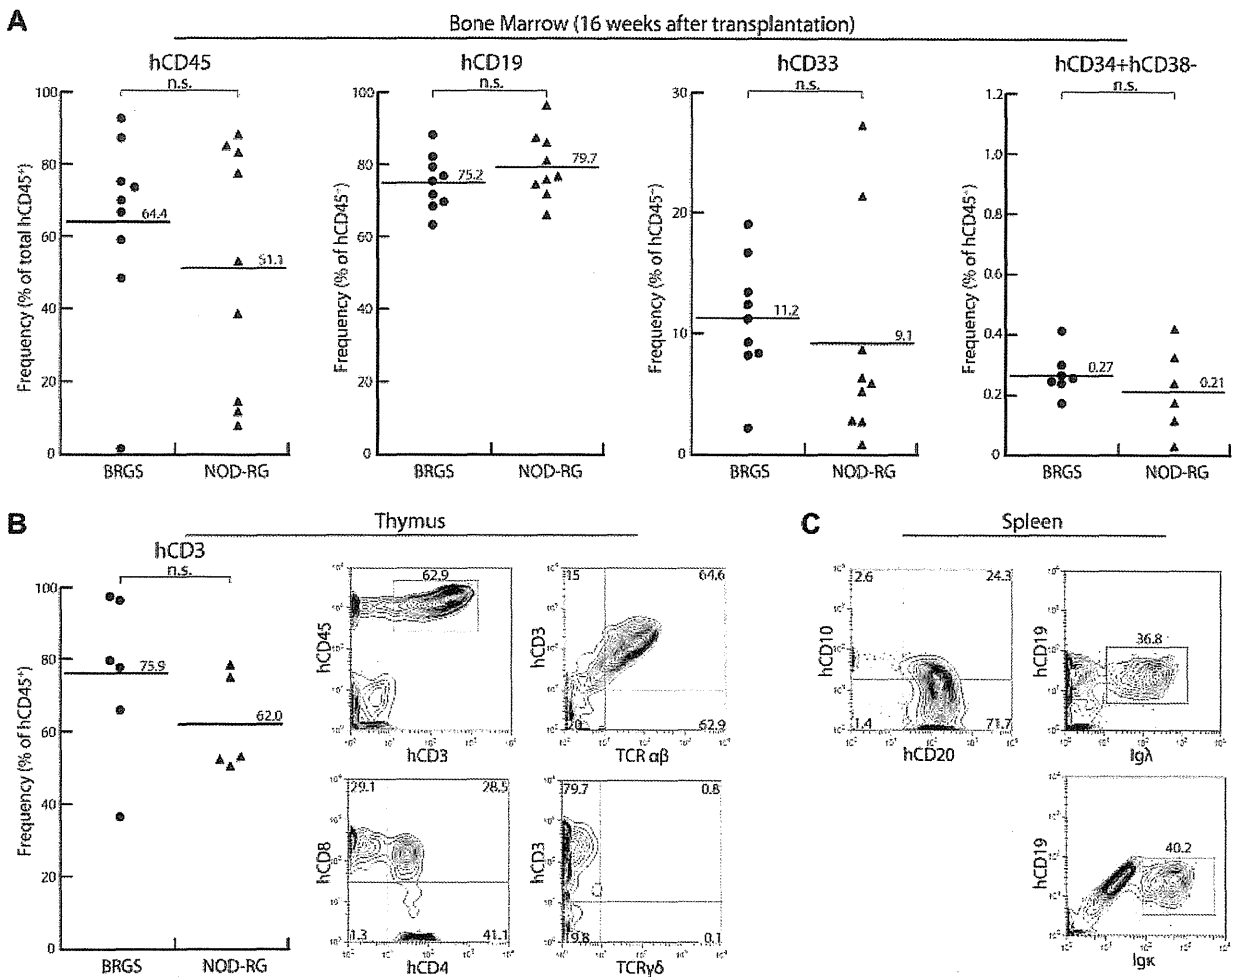 A
Bone Marrow (16 weeks after transplantation)
hCD45
hCD19
hCD33
hCD34+hCD38-
n.s.
n.s.
n.s.
n.s.
Frequency (% of total hCD45⁺)
100
80
60
40
20
0
64.4
51.1
BRGS
NOD-RG
Frequency (% of hCD45⁺)
100
80
60
40
20
0
75.2
79.7
BRGS
NOD-RG
Frequency (% of hCD45⁺)
30
20
10
0
11.2
9.1
BRGS
NOD-RG
Frequency (% of hCD45⁺)
1.2
1.0
0.8
0.6
0.4
0.2
0
0.27
0.21
BRGS
NOD-RG
B
Thymus
hCD3
n.s.
Frequency (% of hCD45⁺)
100
80
60
40
20
0
75.9
62.0
BRGS
NOD-RG
62.9
hCD45
hCD3
15
64.6
hCD3
20
TCR αβ
29.1
28.5
hCD8
1.3
41.1
hCD4
79.7
0.8
hCD3
19.8
0.1
TCRγδ
C
Spleen
2.6
24.3
hCD10
1.4
71.7
hCD20
36.8
hCD19
Igλ
40.2
hCD19
Igκ